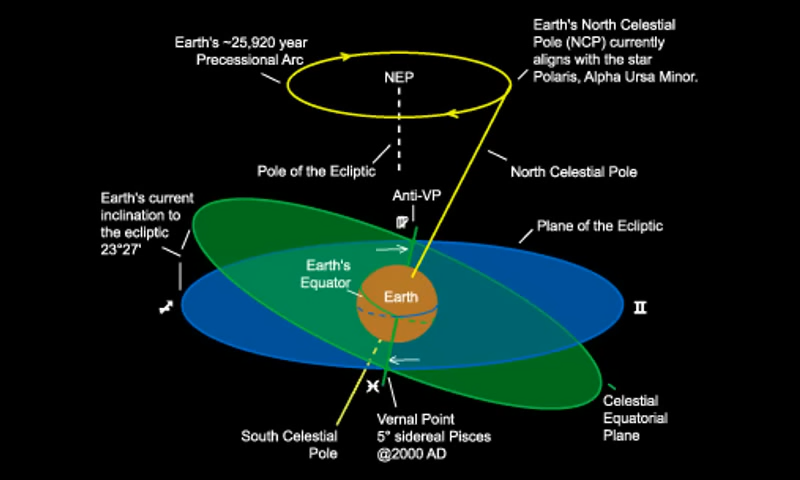 Earth's ~25,920 year
Precessional Arc
NEP
Earth's North Celestial
Pole (NCP) currently
aligns with the star
Polaris, Alpha Ursa Minor.
Pole of the Ecliptic
North Celestial Pole
Earth's current
inclination to
the ecliptic
23°27'
Anti-VP
♍
Plane of the Ecliptic
Earth's
Equator
Earth
♐
♊
♓
Vernal Point
5° sidereal Pisces
@2000 AD
South Celestial
Pole
Celestial
Equatorial
Plane